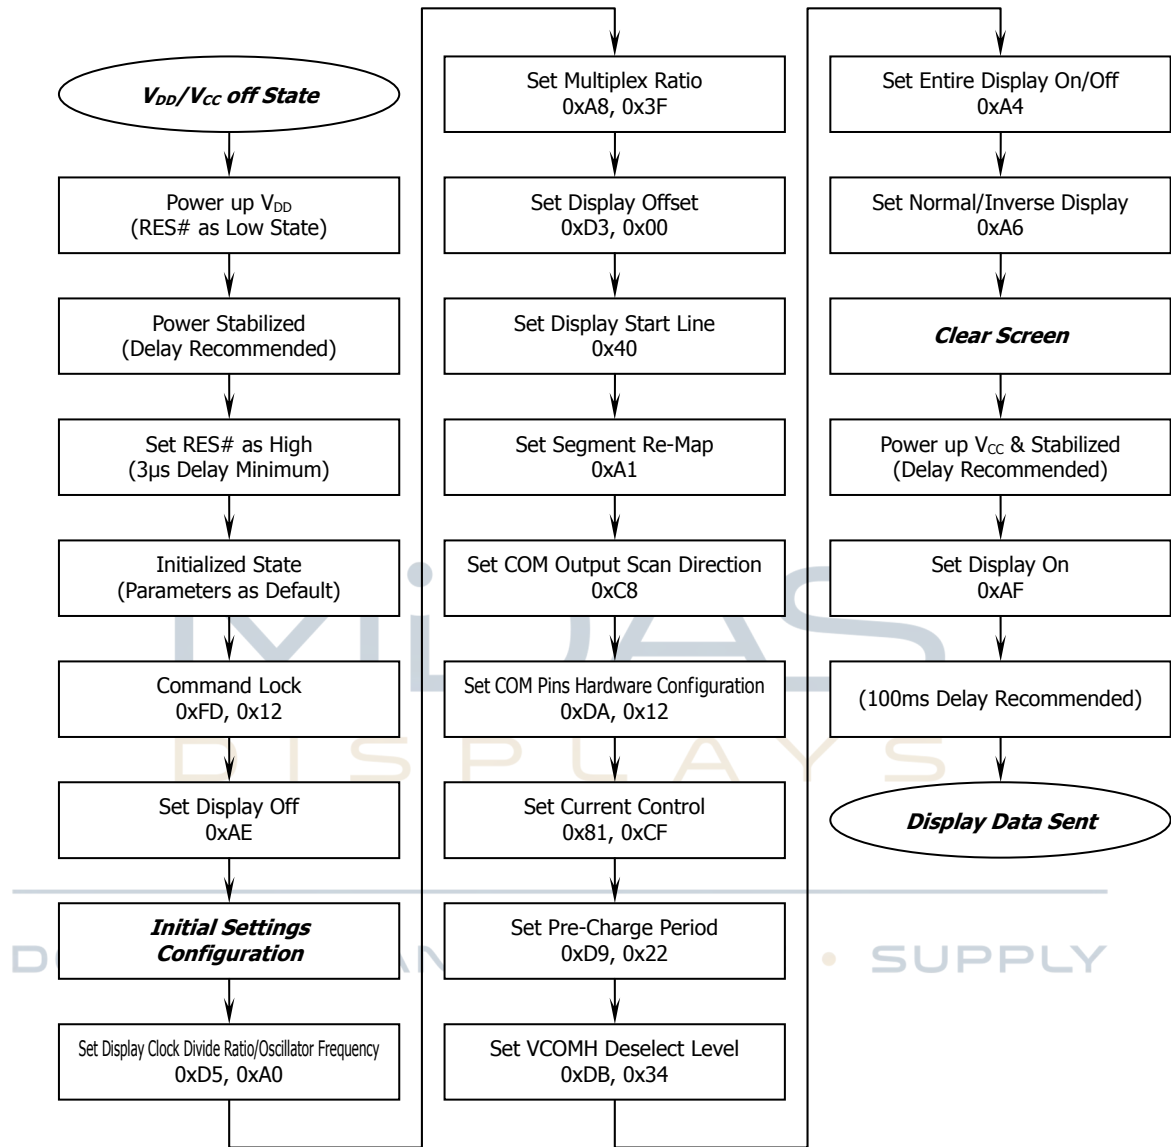 V_DD/V_CC off State
Power up V_DD
(RES# as Low State)
Power Stabilized
(Delay Recommended)
Set RES# as High
(3µs Delay Minimum)
Initialized State
(Parameters as Default)
Command Lock
0xFD, 0x12
Set Display Off
0xAE
Initial Settings
Configuration
Set Display Clock Divide Ratio/Oscillator Frequency
0xD5, 0xA0
Set Multiplex Ratio
0xA8, 0x3F
Set Display Offset
0xD3, 0x00
Set Display Start Line
0x40
Set Segment Re-Map
0xA1
Set COM Output Scan Direction
0xC8
Set COM Pins Hardware Configuration
0xDA, 0x12
Set Current Control
0x81, 0xCF
Set Pre-Charge Period
0xD9, 0x22
Set VCOMH Deselect Level
0xDB, 0x34
Set Entire Display On/Off
0xA4
Set Normal/Inverse Display
0xA6
Clear Screen
Power up V_CC & Stabilized
(Delay Recommended)
Set Display On
0xAF
(100ms Delay Recommended)
Display Data Sent
MIDAS
DISPLAYS
• SUPPLY